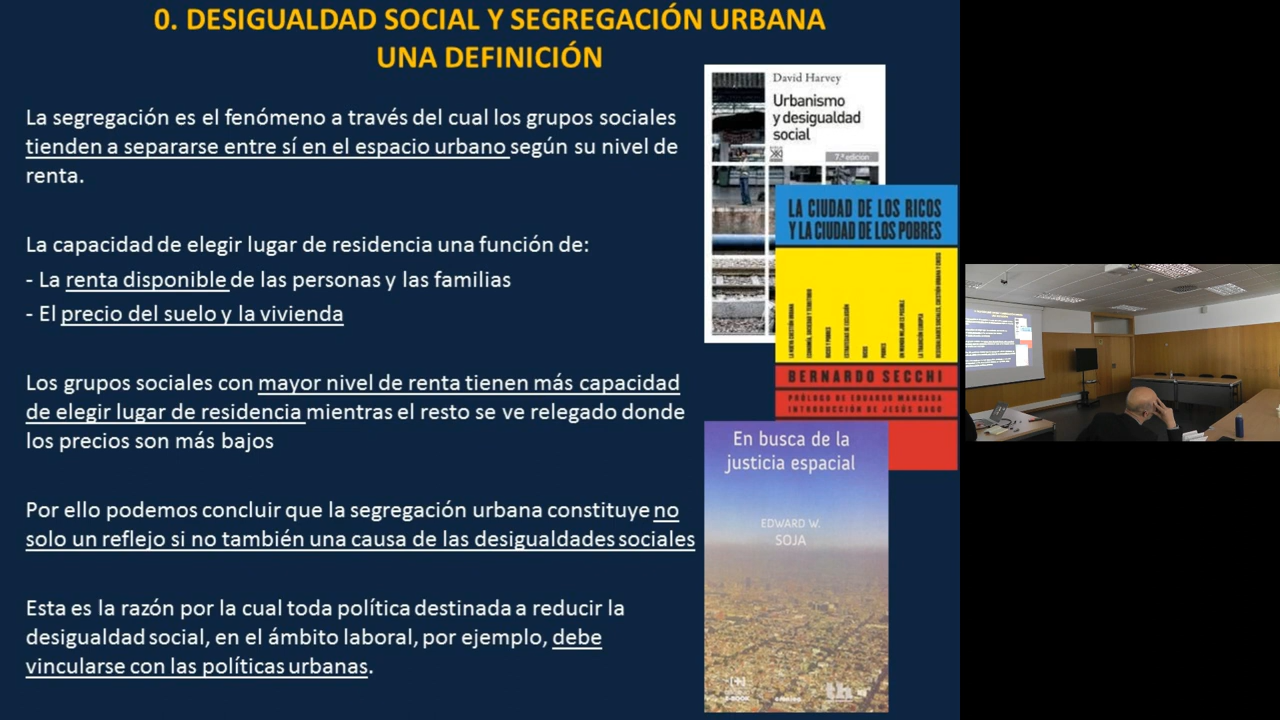 0. DESIGUALDAD SOCIAL Y SEGREGACIÓN URBANA
UNA DEFINICIÓN
La segregación es el fenómeno a través del cual los grupos sociales
tienden a separarse entre sí en el espacio urbano según su nivel de
renta.
La capacidad de elegir lugar de residencia una función de:
- La renta disponible de las personas y las familias
- El precio del suelo y la vivienda
Los grupos sociales con mayor nivel de renta tienen más capacidad
de elegir lugar de residencia mientras el resto se ve relegado donde
los precios son más bajos
Por ello podemos concluir que la segregación urbana constituye no
solo un reflejo si no también una causa de las desigualdades sociales
Esta es la razón por la cual toda política destinada a reducir la
desigualdad social, en el ámbito laboral, por ejemplo, debe
vincularse con las políticas urbanas.
David Harvey
Urbanismo
y desigualdad
social
7.ª edición
LA CIUDAD DE LOS RICOS
Y LA CIUDAD DE LOS POBRES
BERNARDO SECCHI
PRÓLOGO DE EDUARDO MANGADA
INTRODUCCIÓN DE JESÚS GAGO
En busca de la
justicia espacial
EDWARD W.
SOJA